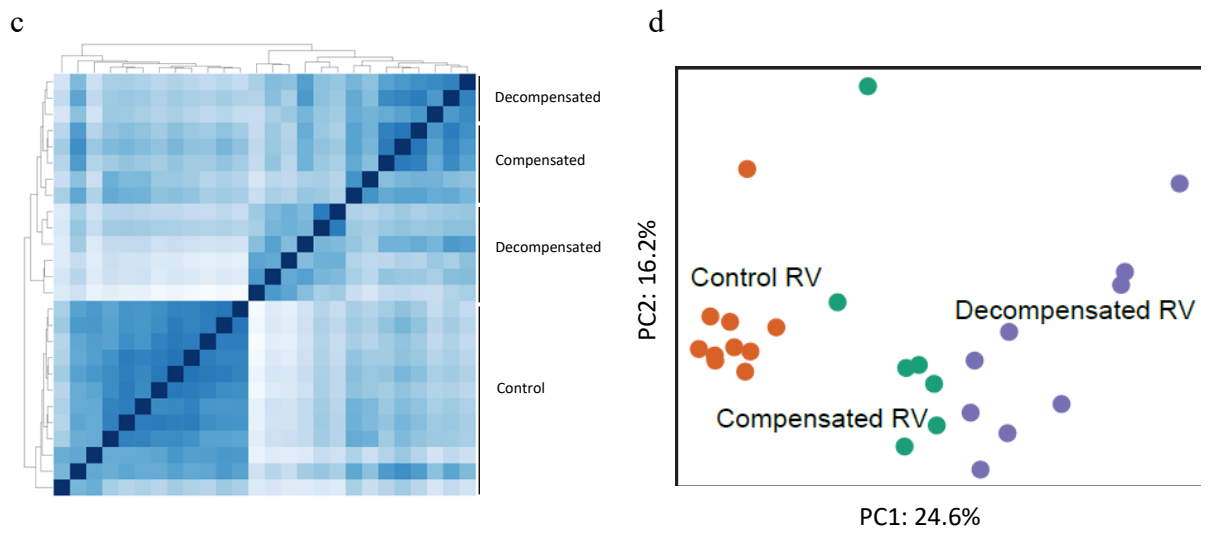 c
Decompensated
Compensated
Decompensated
Control
d
PC2: 16.2%
Control RV
Decompensated RV
Compensated RV
PC1: 24.6%